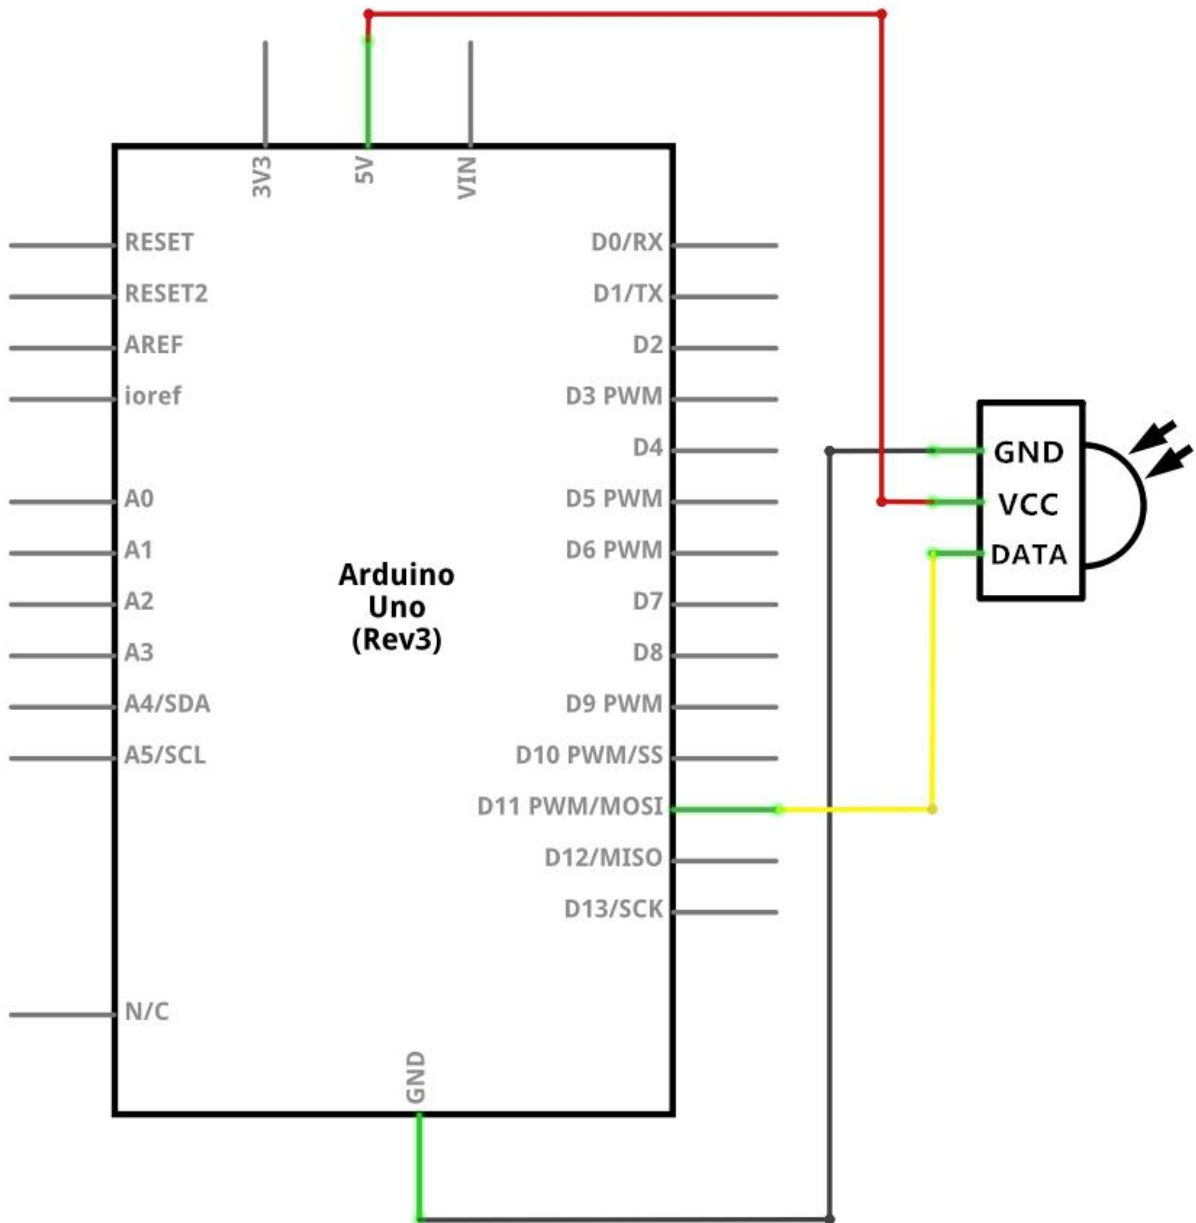 3V3
5V
VIN
RESET
RESET2
AREF
ioref
A0
A1
A2
A3
A4/SDA
A5/SCL
N/C
Arduino
Uno
(Rev3)
D0/RX
D1/TX
D2
D3 PWM
D4
D5 PWM
D6 PWM
D7
D8
D9 PWM
D10 PWM/SS
D11 PWM/MOSI
D12/MISO
D13/SCK
GND
GND
VCC
DATA